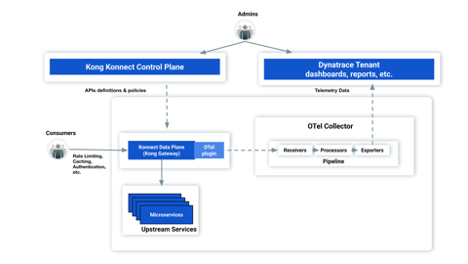 Admins
Kong Konnect Control Plane
Dynatrace Tenant
dashboards, reports, etc.
APIs definitions & policies
Telemetry Data
OTel Collector
Consumers
Rate Limiting,
Caching,
Authentication,
etc.
Konnect Data Plane
(Kong Gateway)
OTel
plugin
Receivers
Processors
Exporters
Pipeline
Microservices
Upstream Services